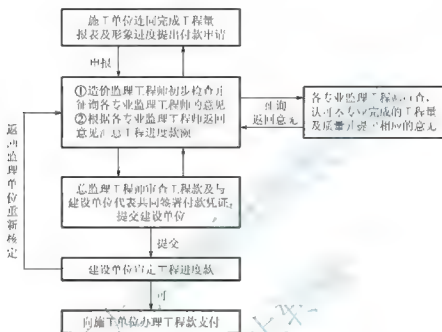 施工单位连同完成工程量
报表及形象进度提出付款申请
申报
①造价监理工程师初步检查并
征询各专业监理工程师的意见
②根据各专业监理工程师返回
意见汇总工程进度款额
征询
返回意见
各专业监理工程师审查,
认可本专业完成的工程量
及质量并提出相应的意见
总监理工程师审查工程款及与
建设单位代表共同签署付款凭证,
提交建设单位
提交
返回监理单位重新核定
建设单位审定工程进度款
可
向施工单位办理工程款支付